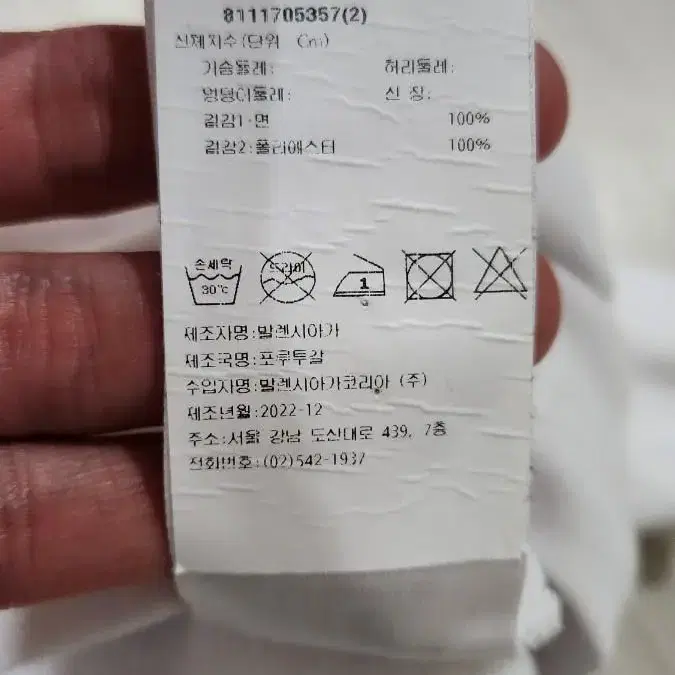 8111705357(2)
신체치수(단위 Cm)
가슴둘레: 허리둘레:
엉덩이둘레: 신 장:
겉감1:면 100%
겉감2:폴리에스터 100%
손세탁 30℃ 드라이 1
제조자명:발렌시아가
제조국명:포루투갈
수입자명:발렌시아가코리아 (주)
제조년월:2022-12
주소:서울 강남 도산대로 439, 7층
전화번호:(02)542-1937